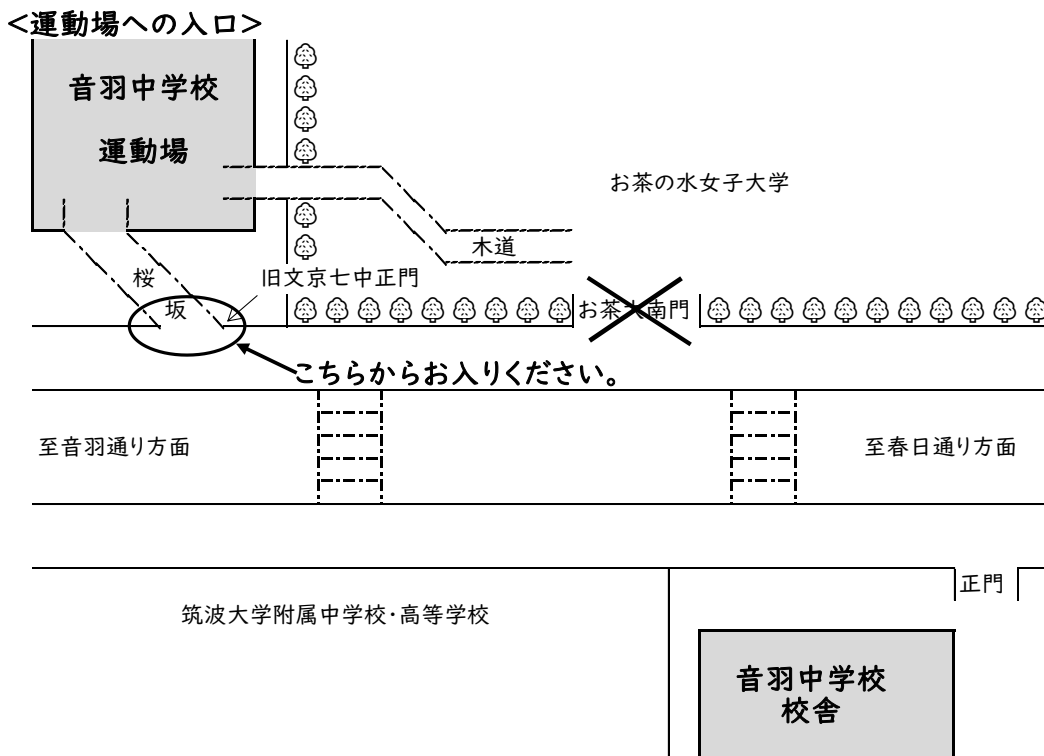 ＜運動場への入口＞
音羽中学校
運動場
お茶の水女子大学
木道
桜
坂
旧文京七中正門
お茶大南門
こちらからお入りください。
至音羽通り方面
至春日通り方面
正門
筑波大学附属中学校・高等学校
音羽中学校
校舎